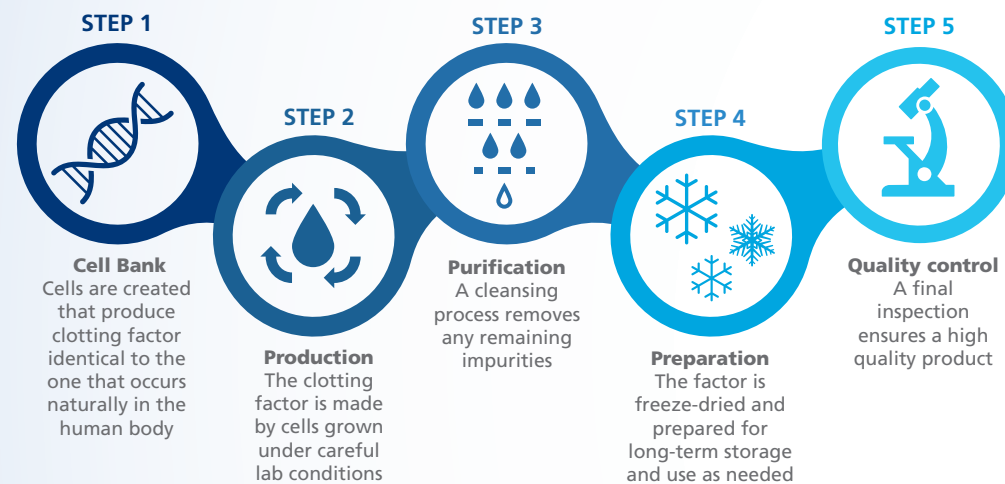 STEP 1
Cell Bank
Cells are created
that produce
clotting factor
identical to the
one that occurs
naturally in the
human body
STEP 2
Production
The clotting
factor is made
by cells grown
under careful
lab conditions
STEP 3
Purification
A cleansing
process removes
any remaining
impurities
STEP 4
Preparation
The factor is
freeze-dried and
prepared for
long-term storage
and use as needed
STEP 5
Quality control
A final
inspection
ensures a high
quality product